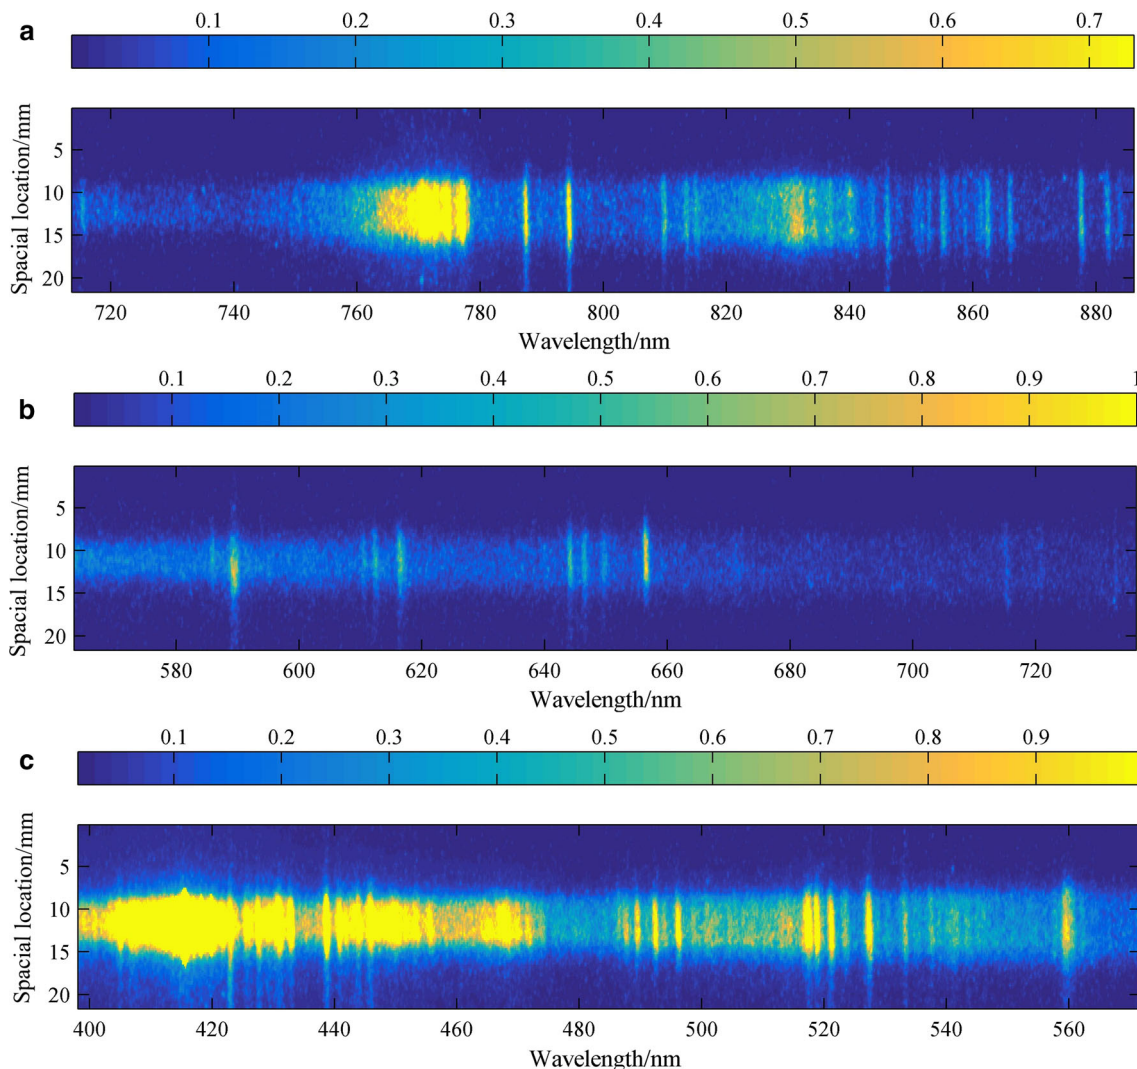 a
0.1 0.2 0.3 0.4 0.5 0.6 0.7
Spacial location/mm
5
10
15
20
720 740 760 780 800 820 840 860 880
Wavelength/nm
b
0.1 0.2 0.3 0.4 0.5 0.6 0.7 0.8 0.9 1
Spacial location/mm
5
10
15
20
580 600 620 640 660 680 700 720
Wavelength/nm
c
0.1 0.2 0.3 0.4 0.5 0.6 0.7 0.8 0.9
Spacial location/mm
5
10
15
20
400 420 440 460 480 500 520 540 560
Wavelength/nm